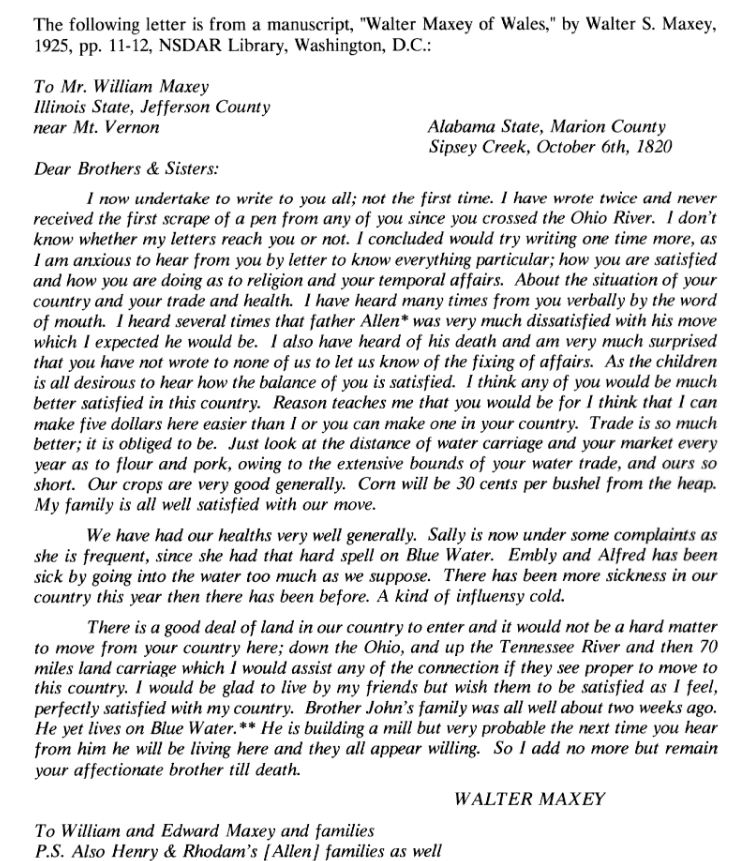 The following letter is from a manuscript, "Walter Maxey of Wales," by Walter S. Maxey,
1925, pp. 11-12, NSDAR Library, Washington, D.C.:
To Mr. William Maxey
Illinois State, Jefferson County
near Mt. Vernon
Alabama State, Marion County
Sipsey Creek, October 6th, 1820
Dear Brothers & Sisters:
I now undertake to write to you all; not the first time. I have wrote twice and never
received the first scrape of a pen from any of you since you crossed the Ohio River. I don't
know whether my letters reach you or not. I concluded would try writing one time more, as
I am anxious to hear from you by letter to know everything particular; how you are satisfied
and how you are doing as to religion and your temporal affairs. About the situation of your
country and your trade and health. I have heard many times from you verbally by the word
of mouth. I heard several times that father Allen* was very much dissatisfied with his move
which I expected he would be. I also have heard of his death and am very much surprised
that you have not wrote to none of us to let us know of the fixing of affairs. As the children
is all desirous to hear how the balance of you is satisfied. I think any of you would be much
better satisfied in this country. Reason teaches me that you would be for I think that I can
make five dollars here easier than I or you can make one in your country. Trade is so much
better; it is obliged to be. Just look at the distance of water carriage and your market every
year as to flour and pork, owing to the extensive bounds of your water trade, and ours so
short. Our crops are very good generally. Corn will be 30 cents per bushel from the heap.
My family is all well satisfied with our move.
We have had our healths very well generally. Sally is now under some complaints as
she is frequent, since she had that hard spell on Blue Water. Embly and Alfred has been
sick by going into the water too much as we suppose. There has been more sickness in our
country this year then there has been before. A kind of influensy cold.
There is a good deal of land in our country to enter and it would not be a hard matter
to move from your country here; down the Ohio, and up the Tennessee River and then 70
miles land carriage which I would assist any of the connection if they see proper to move to
this country. I would be glad to live by my friends but wish them to be satisfied as I feel,
perfectly satisfied with my country. Brother John's family was all well about two weeks ago.
He yet lives on Blue Water.** He is building a mill but very probable the next time you hear
from him he will be living here and they all appear willing. So I add no more but remain
your affectionate brother till death.
WALTER MAXEY
To William and Edward Maxey and families
P.S. Also Henry & Rhodam's [Allen] families as well